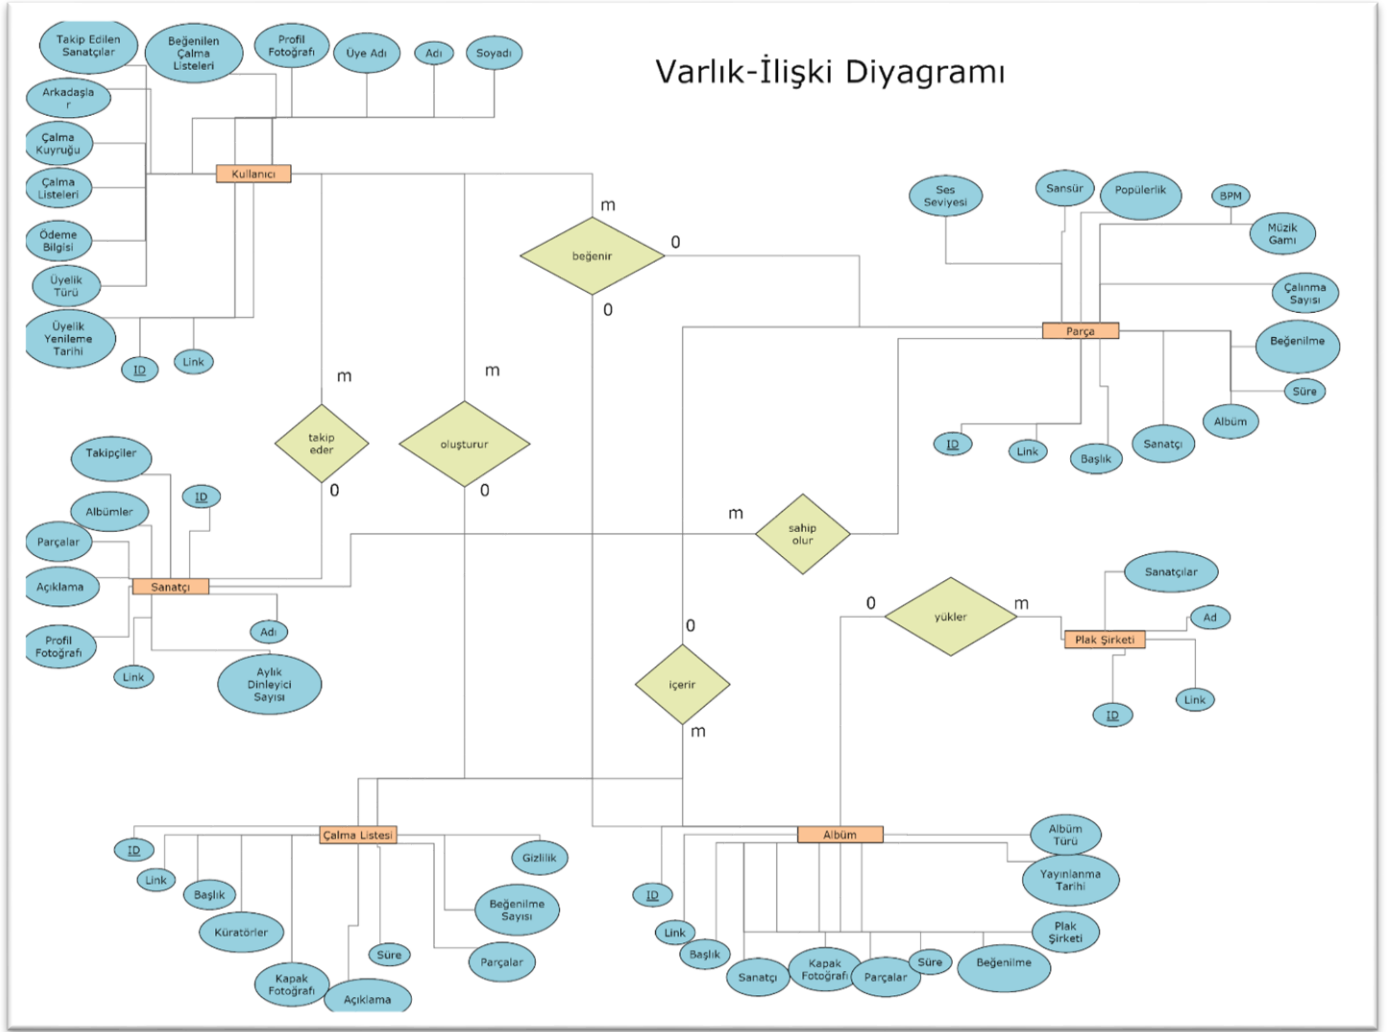 Varlık-İlişki Diyagramı
Takip Edilen
Sanatçılar
Beğenilen
Çalma
Listeleri
Profil
Fotoğrafı
Üye Adı
Adı
Soyadı
Arkadaşla
r
Çalma
Kuyruğu
Çalma
Listeleri
Ödeme
Bilgisi
Üyelik
Türü
Üyelik
Yenileme
Tarihi
ID
Link
Kullanıcı
m
beğenir
0
0
Ses
Seviyesi
Sansür
Popülerlik
BPM
Müzik
Gamı
Çalınma
Sayısı
Beğenilme
Süre
Albüm
Sanatçı
Başlık
Link
ID
Parça
m
takip
eder
0
m
oluşturur
0
Takipçiler
ID
Albümler
Parçalar
Açıklama
Profil
Fotoğrafı
Link
Adı
Aylık
Dinleyici
Sayısı
Sanatçı
m
sahip
olur
0
yükler
m
Sanatçılar
Ad
Plak Şirketi
Link
ID
0
içerir
m
Çalma Listesi
ID
Link
Başlık
Küratörler
Kapak
Fotoğrafı
Açıklama
Süre
Parçalar
Beğenilme
Sayısı
Gizlilik
Albüm
ID
Link
Başlık
Sanatçı
Kapak
Fotoğrafı
Parçalar
Süre
Beğenilme
Plak
Şirketi
Yayınlanma
Tarihi
Albüm
Türü